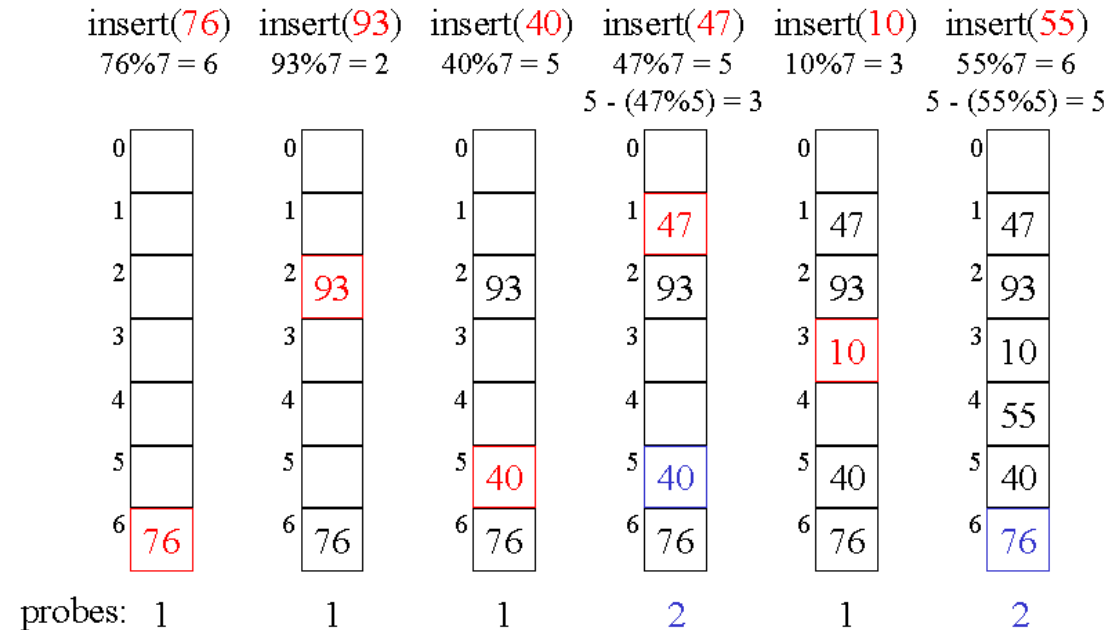 insert(76) insert(93) insert(40) insert(47) insert(10) insert(55)
76%7 = 6 93%7 = 2 40%7 = 5 47%7 = 5 10%7 = 3 55%7 = 6
5 - (47%5) = 3 5 - (55%5) = 5
0 0 0 0 0 0
1 1 1 1 47 1 47 1 47
2 2 93 2 93 2 93 2 93 2 93
3 3 3 3 3 10 3 10
4 4 4 4 4 4 55
5 5 5 40 5 40 5 40 5 40
6 76 6 76 6 76 6 76 6 76 6 76
probes: 1 1 1 2 1 2